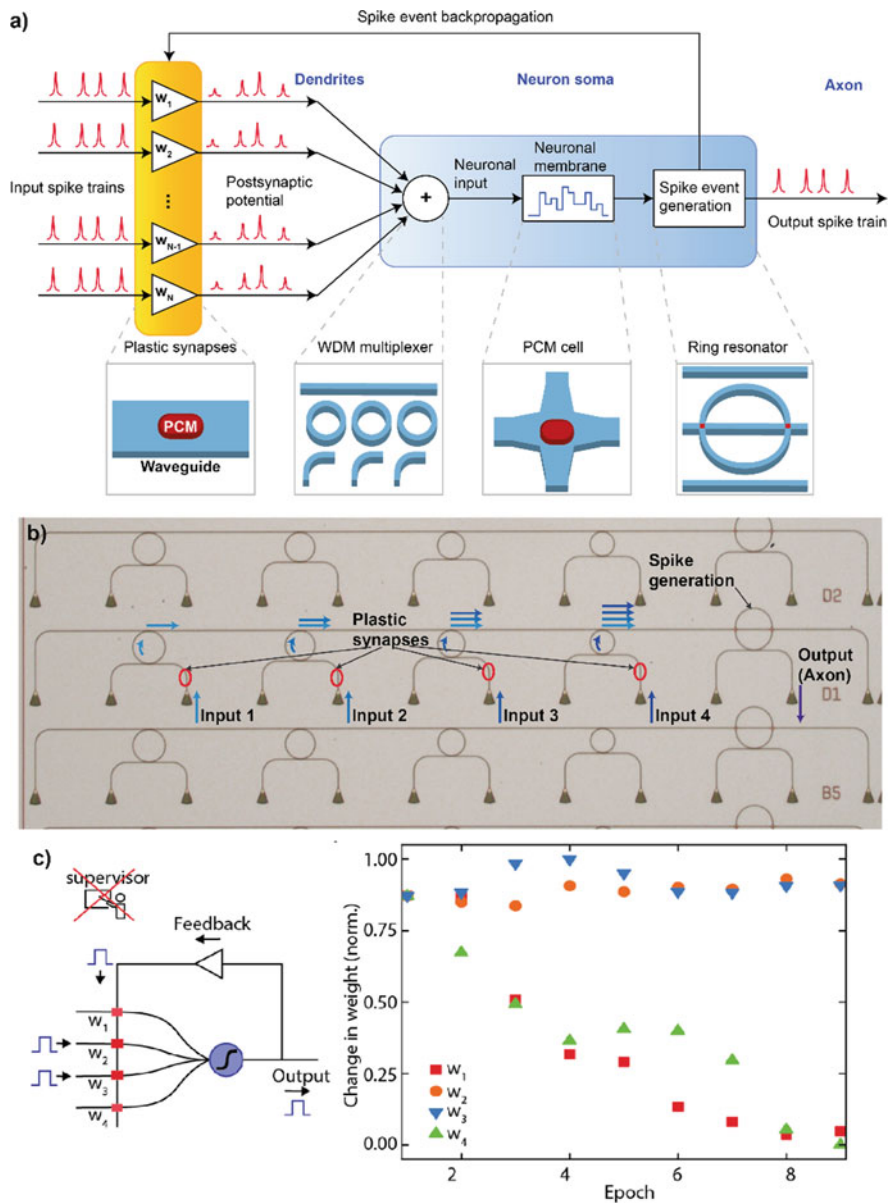 a)
Spike event backpropagation
Dendrites
Neuron soma
Axon
W1
W2
...
WN-1
WN
Input spike trains
Postsynaptic
potential
+
Neuronal
input
Neuronal
membrane
Spike event
generation
Output spike train
Plastic synapses
WDM multiplexer
PCM cell
Ring resonator
PCM
Waveguide
b)
Spike
generation
D2
Plastic
synapses
Output
(Axon)
D1
Input 1
Input 2
Input 3
Input 4
B5
c)
supervisor
Feedback
W1
W2
W3
W4
Output
Change in weight (norm.)
1.00
0.75
0.50
0.25
0.00
W1
W2
W3
W4
2
4
6
8
Epoch